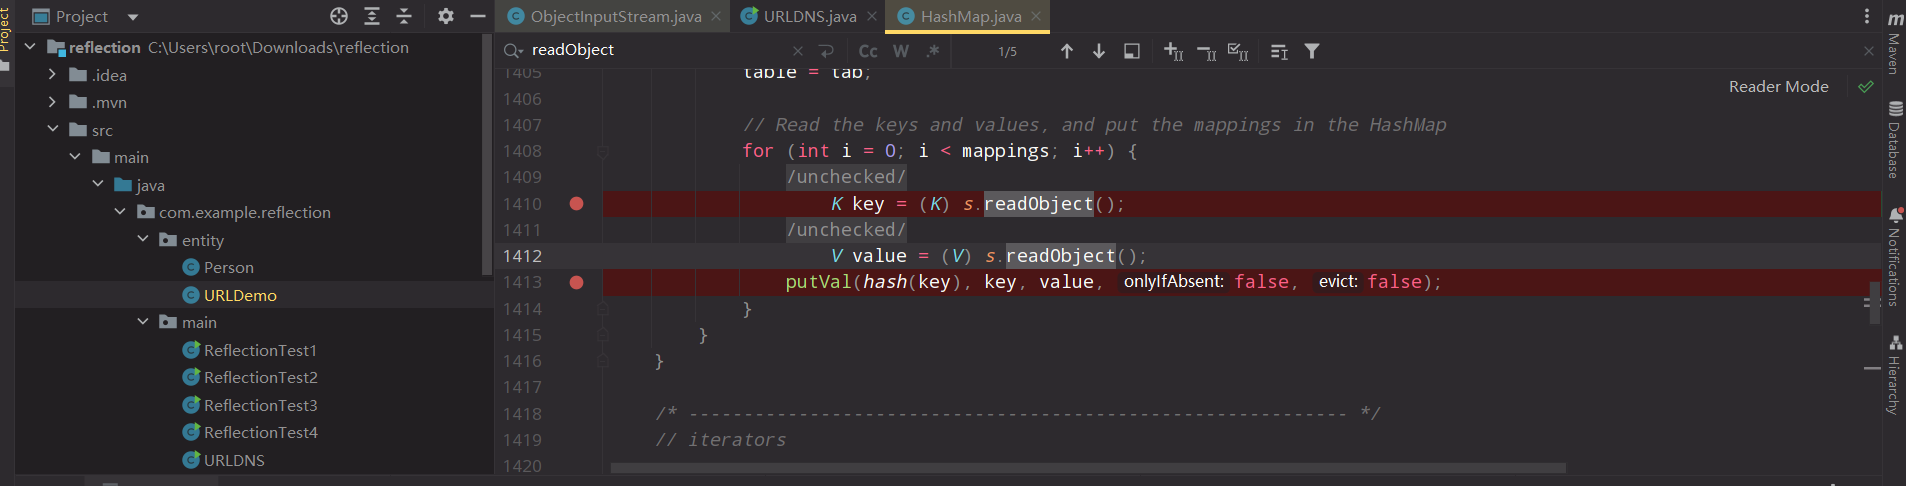 Project
ObjectInputStream.java
URLDNS.java
HashMap.java
Project
reflection C:\Users\root\Downloads\reflection
.idea
.mvn
src
main
java
com.example.reflection
entity
Person
URLDemo
main
ReflectionTest1
ReflectionTest2
ReflectionTest3
ReflectionTest4
URLDNS
readObject
Cc W .* 1/5
Reader Mode
1405 table = tab;
1406
1407 // Read the keys and values, and put the mappings in the HashMap
1408 for (int i = 0; i < mappings; i++) {
1409 /unchecked/
1410 K key = (K) s.readObject();
1411 /unchecked/
1412 V value = (V) s.readObject();
1413 putVal(hash(key), key, value, onlyIfAbsent: false, evict: false);
1414 }
1415 }
1416 }
1417
1418 /* ------------------------------------------------------------ */
1419 // iterators
1420
m Maven
Database
Notifications
Hierarchy